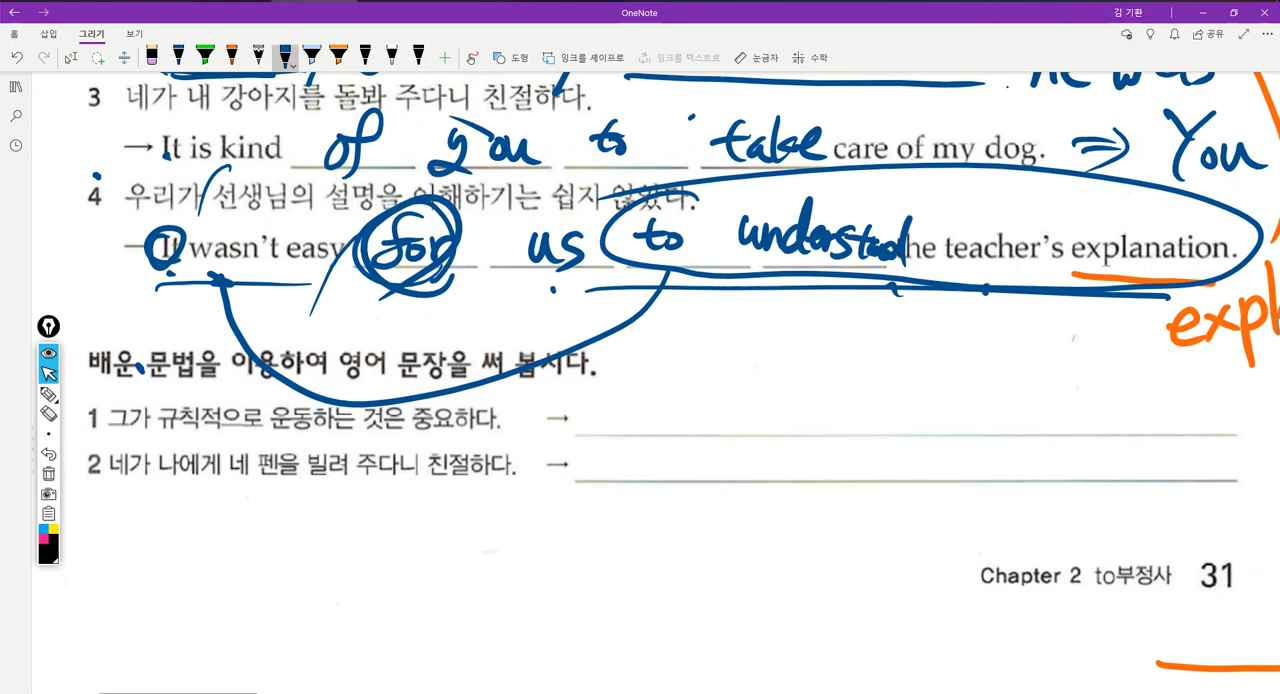 OneNote
김 기환
홈 삽입 그리기 보기
공유
도형 잉크를 셰이프로 잉크를 텍스트로 눈금자 수학
he was
3 네가 내 강아지를 돌봐 주다니 친절하다.
→ It is kind of you to take care of my dog. ⇒ You
4 우리가 선생님의 설명을 이해하기는 쉽지 않았다.
It wasn't easy for us to understand the teacher's explanation.
expl
배운 문법을 이용하여 영어 문장을 써 봅시다.
1 그가 규칙적으로 운동하는 것은 중요하다. →
2 네가 나에게 네 펜을 빌려 주다니 친절하다. →
Chapter 2 to부정사 31